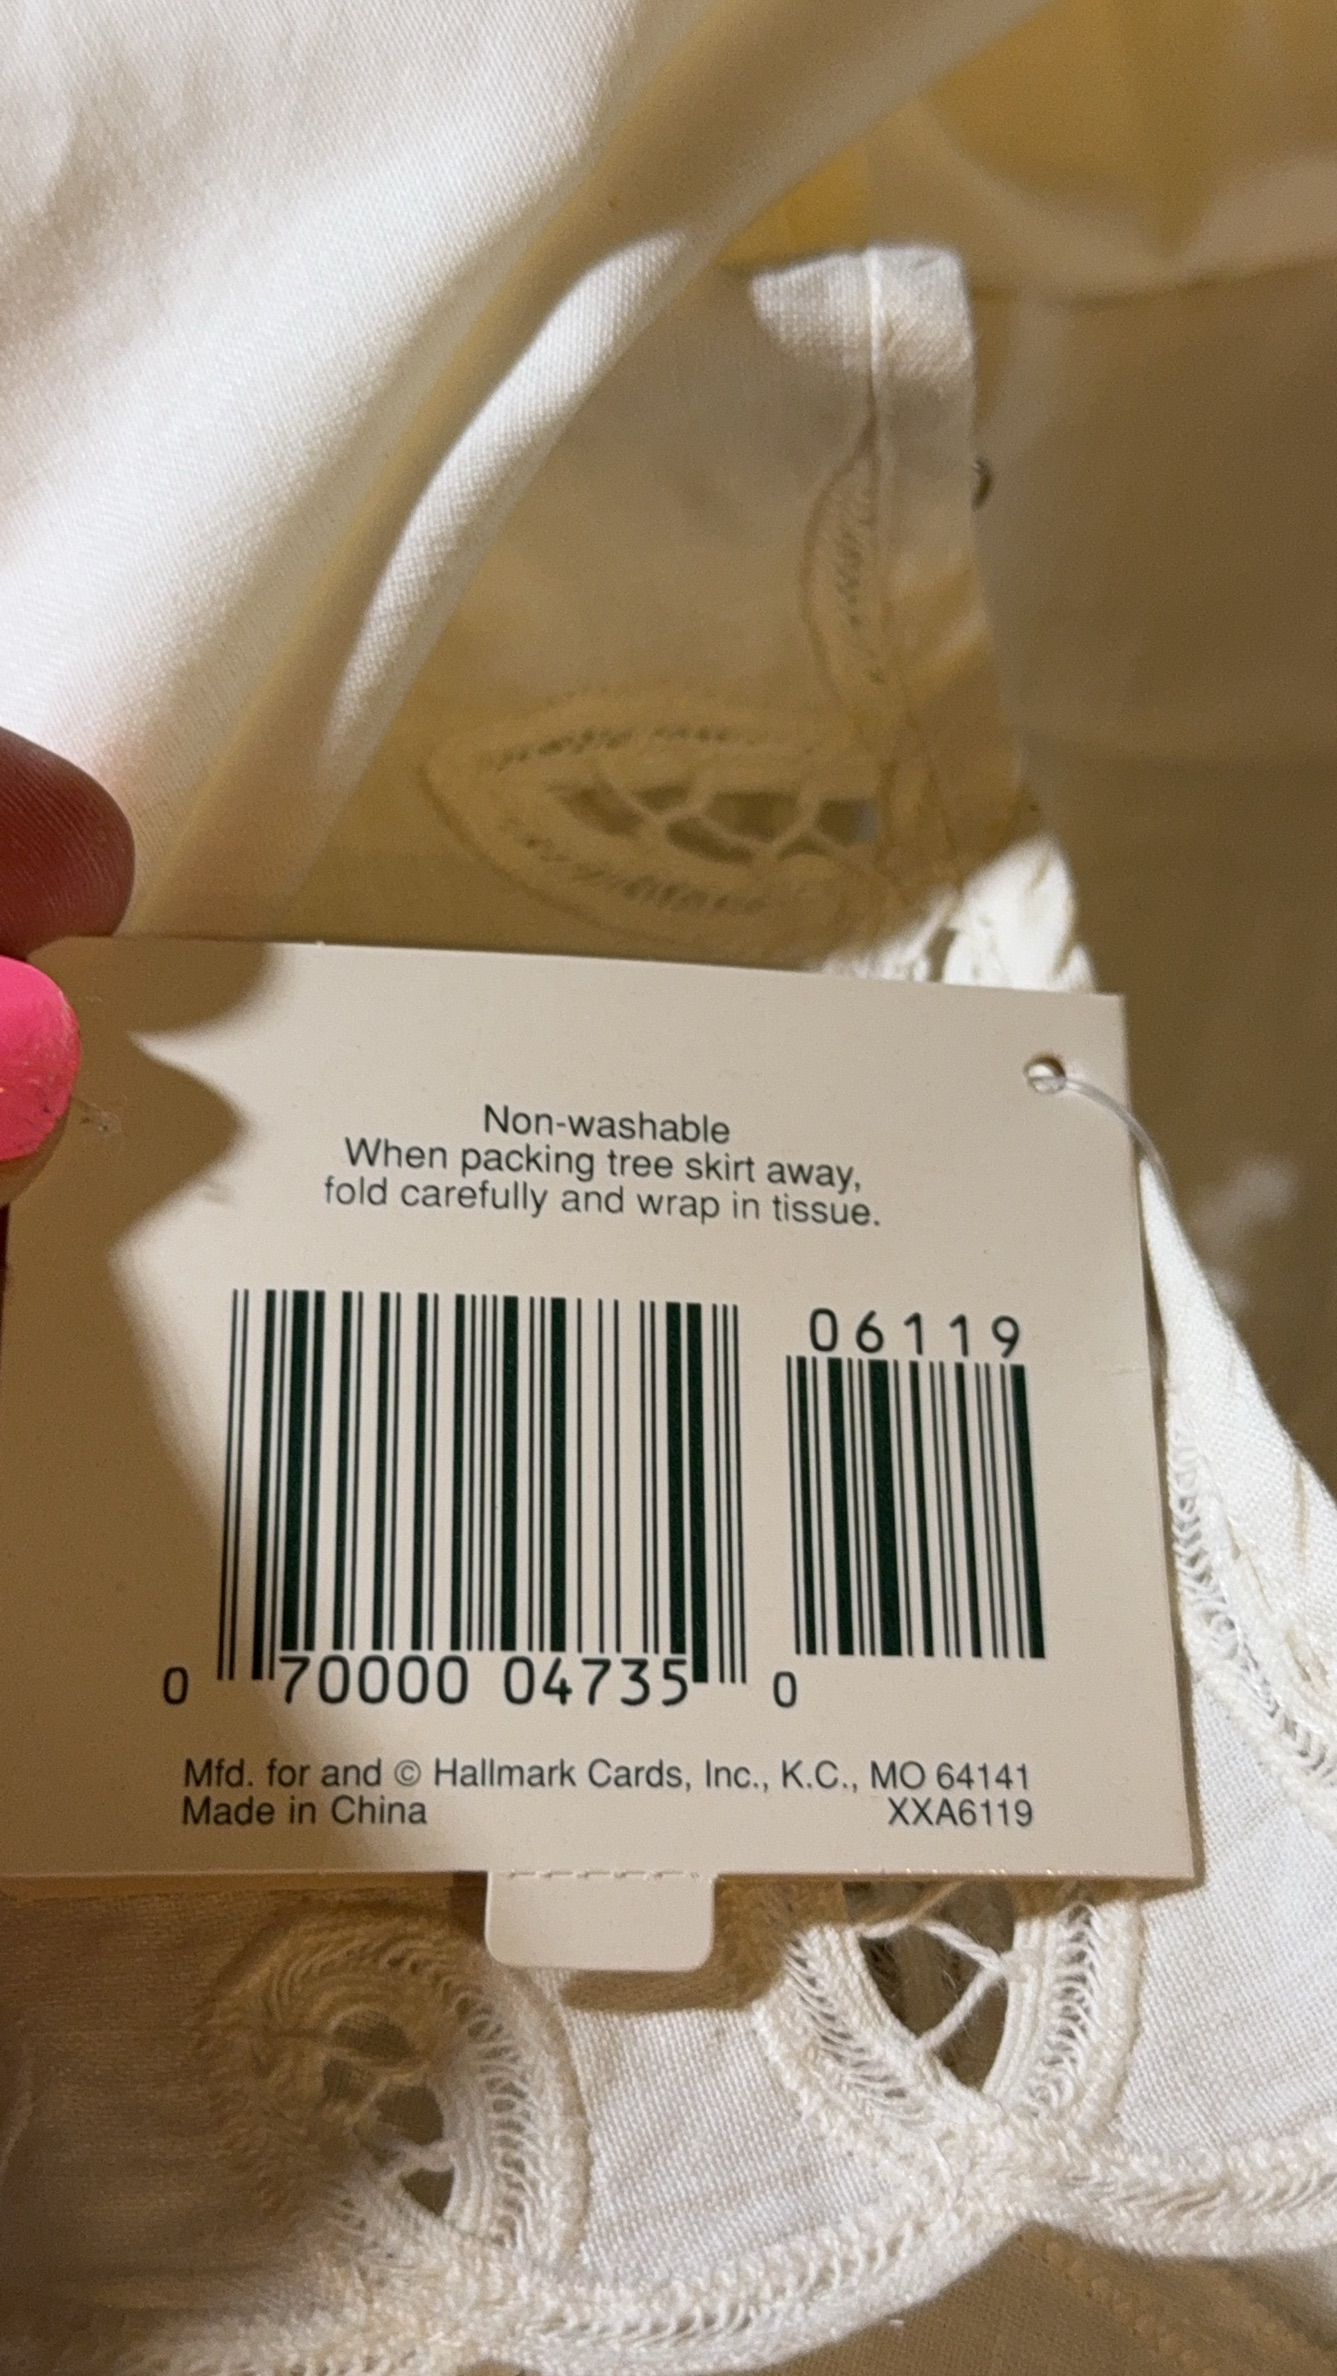 Non-washable
When packing tree skirt away,
fold carefully and wrap in tissue.
06119
0 70000 04735 0
Mfd. for and © Hallmark Cards, Inc., K.C., MO 64141
Made in China XXA6119